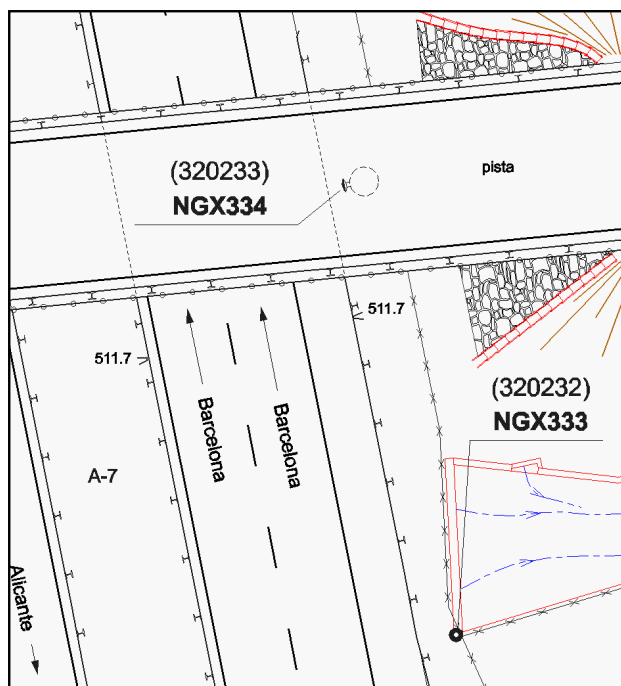 (320233)
NGX334
pista
511.7
511.7
(320232)
NGX333
Barcelona
Barcelona
A-7
Alicante